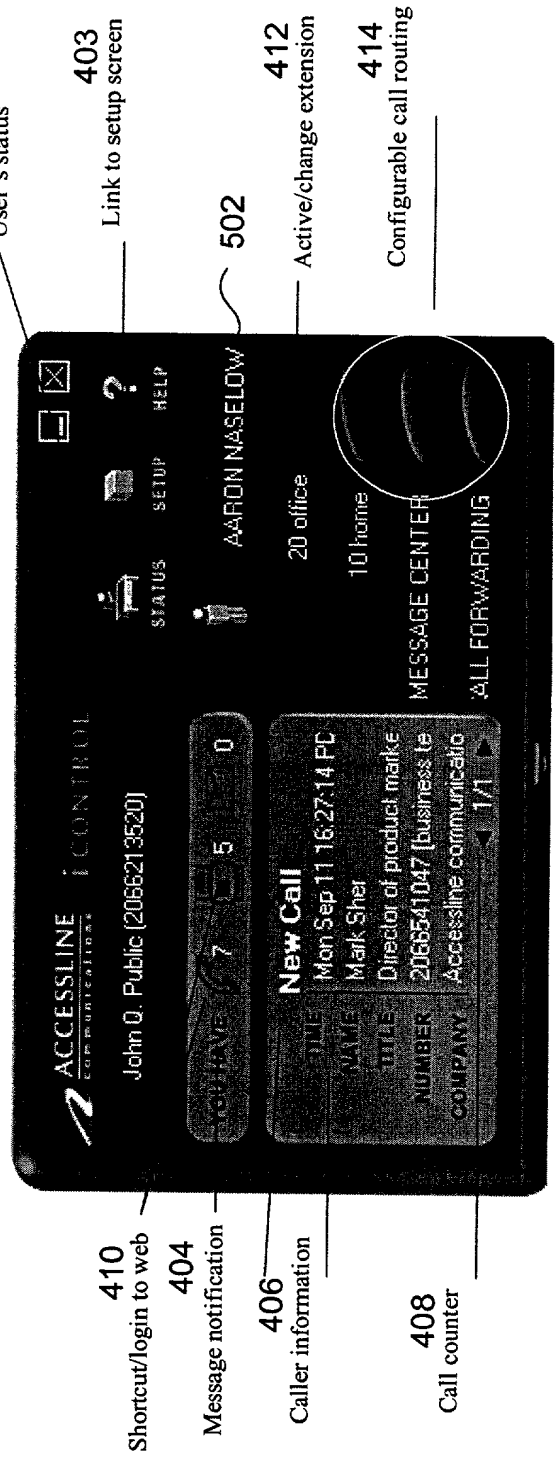 User's status
403
Link to setup screen
502
412
Active/change extension
414
Configurable call routing
ACCESSLINE
communications
iCONTROL
John Q. Public (2066213520)
STATUS
SETUP
HELP
YOU HAVE 7 5 0
AARON NASELOW
20 office
10 home
MESSAGE CENTER
ALL FORWARDING
New Call
TIME Mon Sep 11 16:27:14 PD
NAME Mark Sher
TITLE Director of product marke
NUMBER 2066541047 (business te
COMPANY Accessline communicatio
1/1
410
Shortcut/login to web
404
Message notification
406
Caller information
408
Call counter